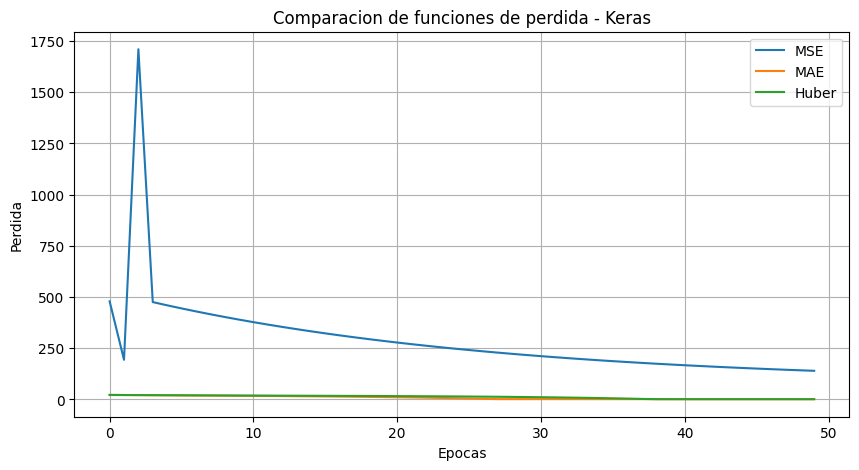 Comparacion de funciones de perdida - Keras
MSE
MAE
Huber
1750
1500
1250
1000
750
500
250
0
Perdida
0 10 20 30 40 50
Epocas